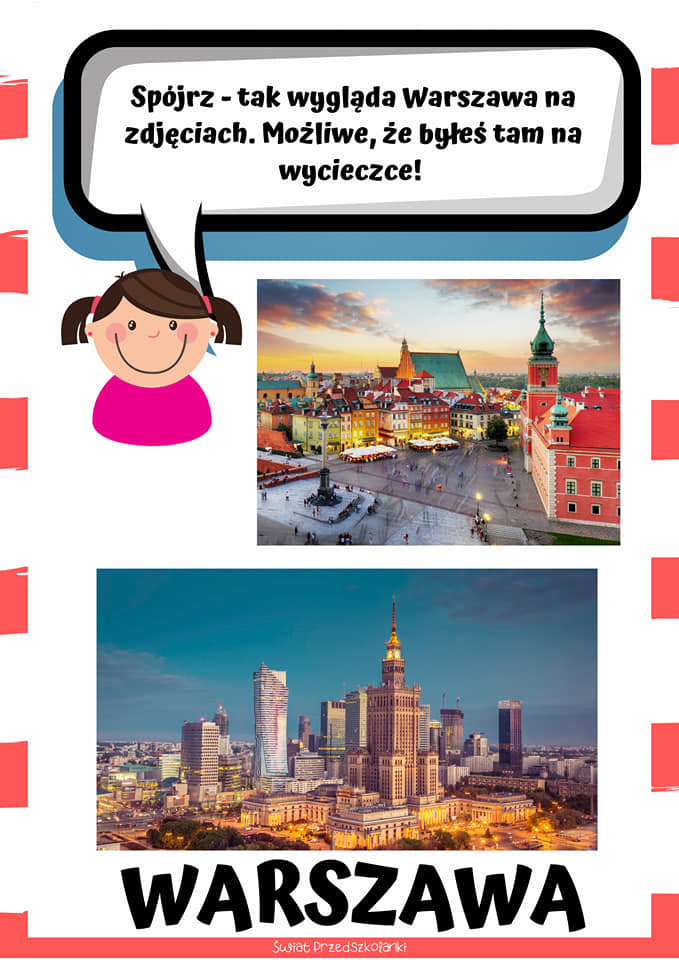 Spójrz - tak wygląda Warszawa na
zdjęciach. Możliwe, że byłeś tam na
wycieczce!
WARSZAWA
Świat Przedszkolanki